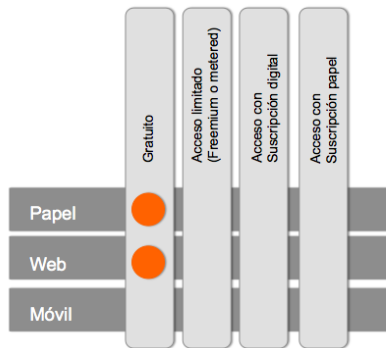 Gratuito
Acceso limitado
(Freemium o metered)
Acceso con
Suscripción digital
Acceso con
Suscripción papel
Papel
Web
Móvil